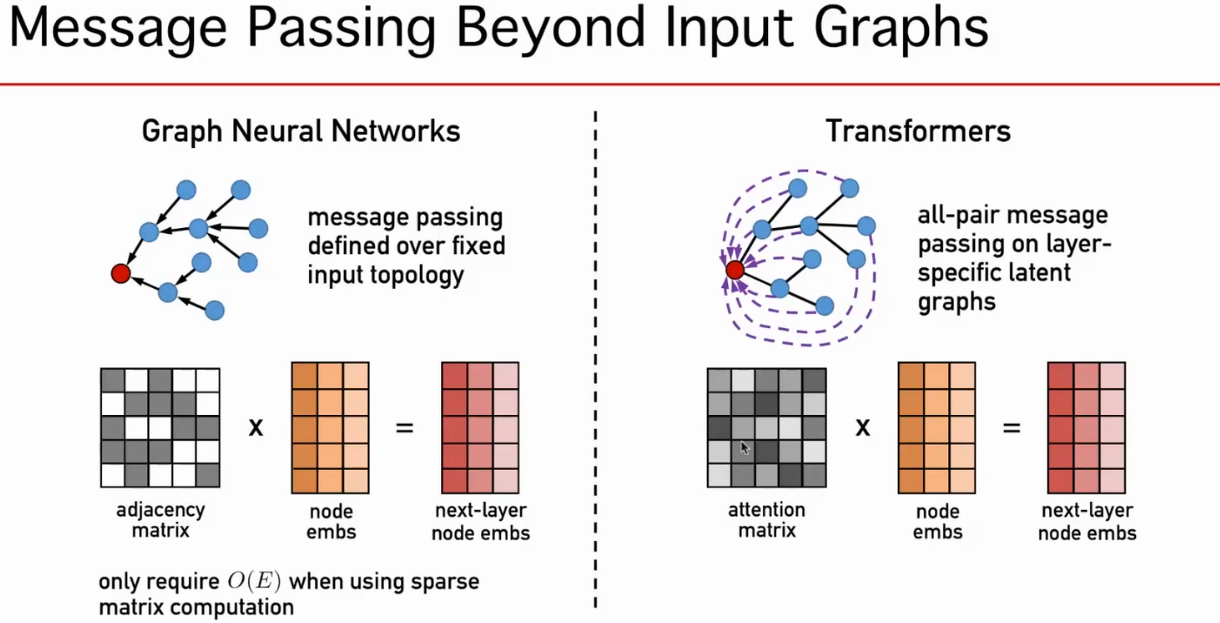 Message Passing Beyond Input Graphs
Graph Neural Networks
message passing
defined over fixed
input topology
x
=
adjacency
matrix
node
embs
next-layer
node embs
only require O(E) when using sparse
matrix computation
Transformers
all-pair message
passing on layer-
specific latent
graphs
x
=
attention
matrix
node
embs
next-layer
node embs